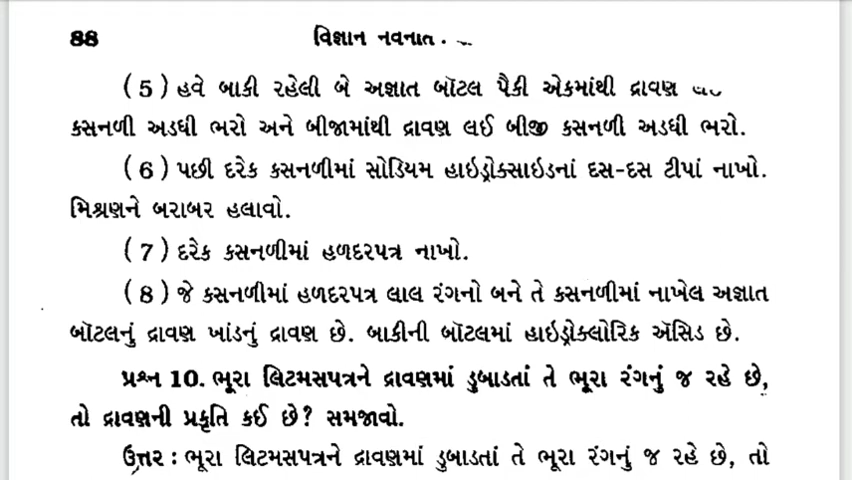 88
વિજ્ઞાન નવનીત
(5) હવે બાકી રહેલી બે અજ્ઞાત બૉટલ પૈકી એકમાંથી દ્રાવણ
કસનળી અડધી ભરો અને બીજામાંથી દ્રાવણ લઈ બીજી કસનળી અડધી ભરો.
(6) પછી દરેક કસનળીમાં સોડિયમ હાઇડ્રોક્સાઇડનાં દસ-દસ ટીપાં નાખો.
મિશ્રણને બરાબર હલાવો.
(7) દરેક કસનળીમાં હળદરપત્ર નાખો.
(8) જે કસનળીમાં હળદરપત્ર લાલ રંગનો બને તે કસનળીમાં નાખેલ અજ્ઞાત
બૉટલનું દ્રાવણ ખાંડનું દ્રાવણ છે. બાકીની બૉટલમાં હાઇડ્રોક્લોરિક ઍસિડ છે.
પ્રશ્ન 10. ભૂરા લિટમસપત્રને દ્રાવણમાં ડુબાડતાં તે ભૂરા રંગનું જ રહે છે,
તો દ્રાવણની પ્રકૃતિ કઈ છે? સમજાવો.
ઉત્તર : ભૂરા લિટમસપત્રને દ્રાવણમાં ડુબાડતાં તે ભૂરા રંગનું જ રહે છે, તો